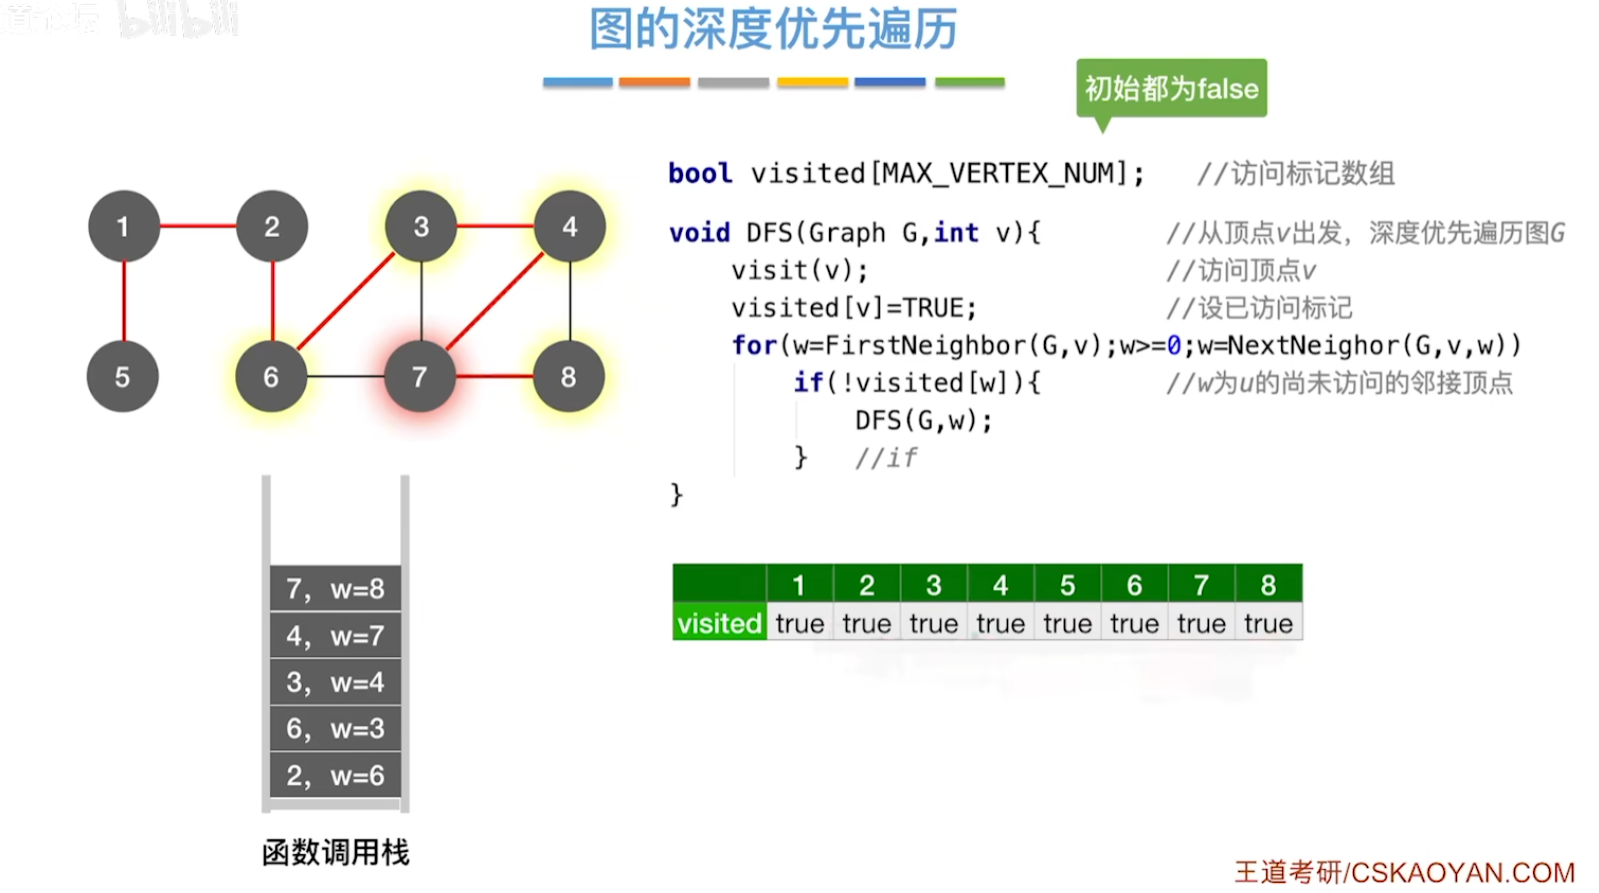 bilibili
图的深度优先遍历
初始都为false
bool visited[MAX_VERTEX_NUM]; //访问标记数组
void DFS(Graph G,int v){ //从顶点v出发，深度优先遍历图G
visit(v); //访问顶点v
visited[v]=TRUE; //设已访问标记
for(w=FirstNeighbor(G,v);w>=0;w=NextNeighor(G,v,w))
if(!visited[w]){ //w为u的尚未访问的邻接顶点
DFS(G,w);
} //if
}
1 2 3 4
5 6 7 8
7, w=8
4, w=7
3, w=4
6, w=3
2, w=6
函数调用栈
1 2 3 4 5 6 7 8
visited true true true true true true true true
王道考研/CSKAOYAN.COM